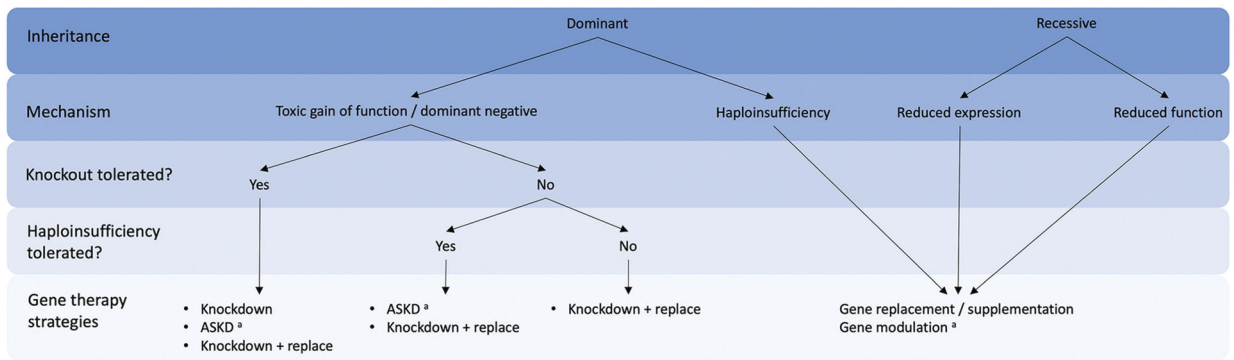 Inheritance
Dominant
Recessive
Mechanism
Toxic gain of function / dominant negative
Haploinsufficiency
Reduced expression
Reduced function
Knockout tolerated?
Yes
No
Haploinsufficiency
tolerated?
Yes
No
Gene therapy
strategies
• Knockdown
• ASKD ª
• Knockdown + replace
• ASKD ª
• Knockdown + replace
• Knockdown + replace
Gene replacement / supplementation
Gene modulation ª